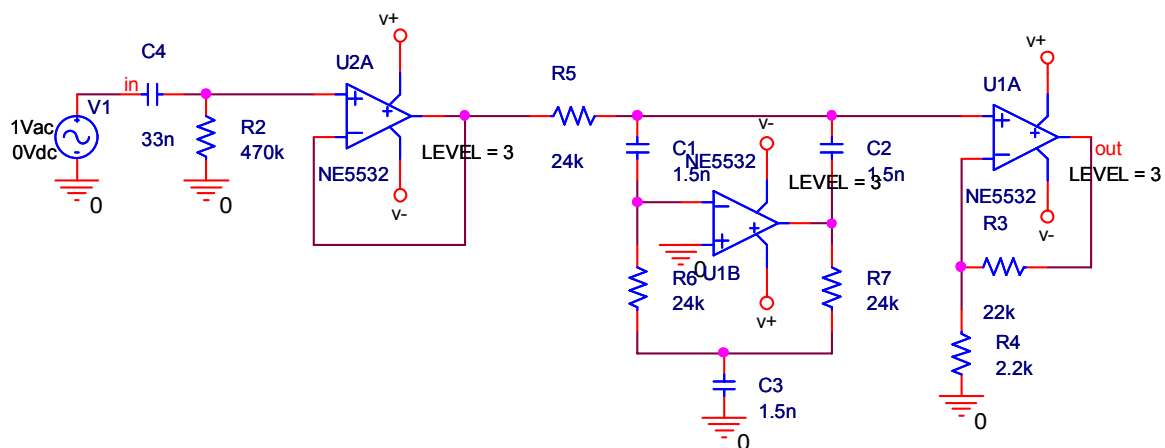 C4
in
V1
1Vac
0Vdc
0
33n
R2
470k
0
U2A
v+
NE5532
LEVEL = 3
v-
R5
24k
C1
1.5n
v-
NE5532
LEVEL = 3
C2
1.5n
0
U1B
v+
R6
24k
R7
24k
C3
1.5n
0
U1A
v+
out
LEVEL = 3
NE5532
v-
R3
22k
R4
2.2k
0